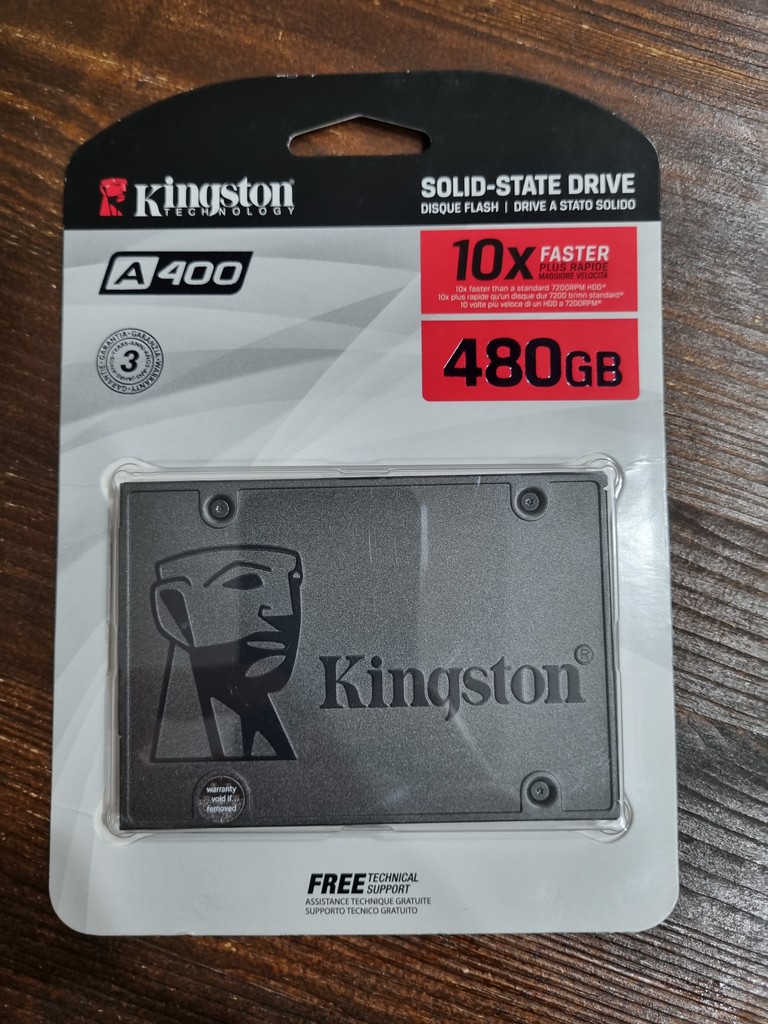 Kingston
TECHNOLOGY
SOLID-STATE DRIVE
DISQUE FLASH | DRIVE A STATO SOLIDO
A400
10x FASTER
PLUS RAPIDE
MAGGIORE VELOCITÀ
10x faster than a standard 7200RPM HDD*
10x plus rapide qu'un disque dur 7200 tr/mn standard*
10 volte più veloce di un HDD a 7200RPM*
3
480GB
Kingston®
warranty
void if
removed
FREE TECHNICAL
SUPPORT
ASSISTANCE TECHNIQUE GRATUITE
SUPPORTO TECNICO GRATUITO